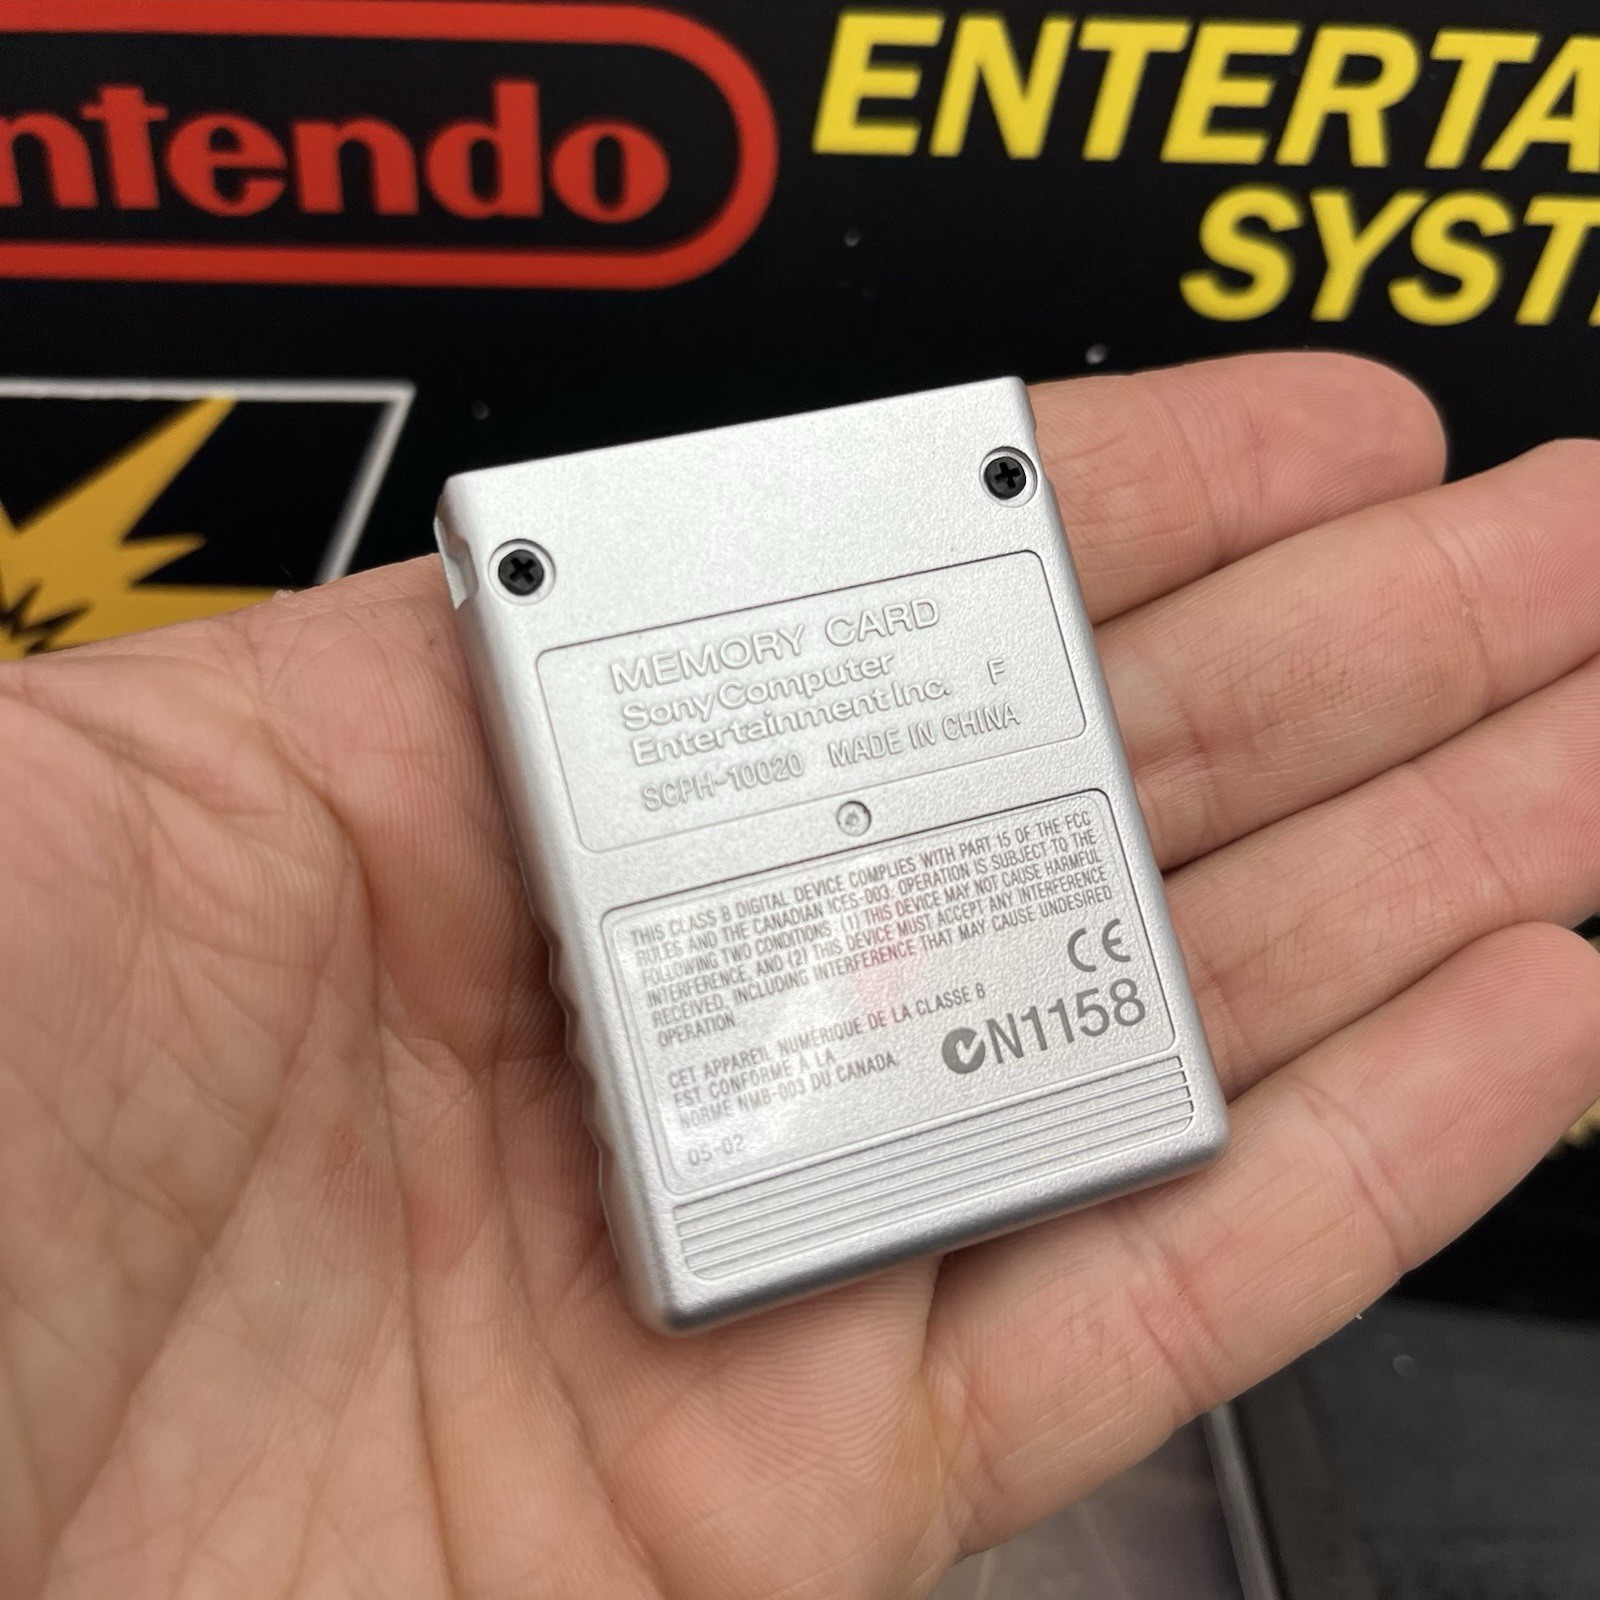 ntendo
ENTERTA
SYST
MEMORY CARD
Sony Computer
Entertainment Inc. F
SCPH-10020 MADE IN CHINA
THIS CLASS B DIGITAL DEVICE COMPLIES WITH PART 15 OF THE FCC
RULES AND THE CANADIAN ICES-003. OPERATION IS SUBJECT TO THE
FOLLOWING TWO CONDITIONS (1) THIS DEVICE MAY NOT CAUSE HARMFUL
INTERFERENCE, AND (2) THIS DEVICE MUST ACCEPT ANY INTERFERENCE
RECEIVED, INCLUDING INTERFERENCE THAT MAY CAUSE UNDESIRED
OPERATION
CE
CET APPAREIL NUMÉRIQUE DE LA CLASSE B
EST CONFORME À LA
NORME NMB-003 DU CANADA.
N1158
05-02